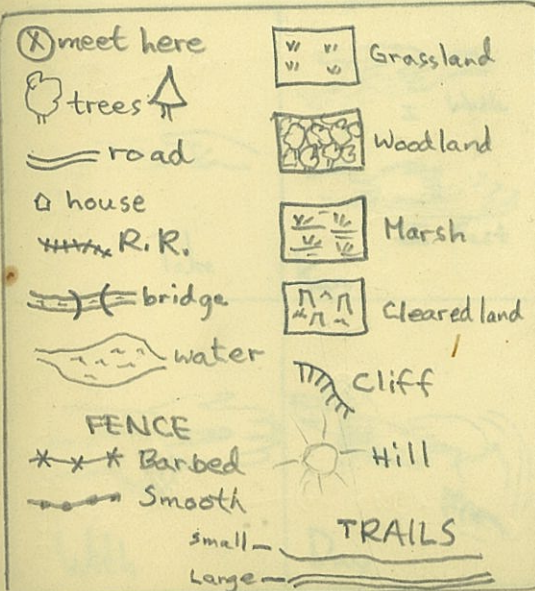 meet here
trees
road
house
R.R.
bridge
water
FENCE
Barbed
Smooth
Grassland
Woodland
Marsh
Cleared land
Cliff
Hill
TRAILS
Small
Large